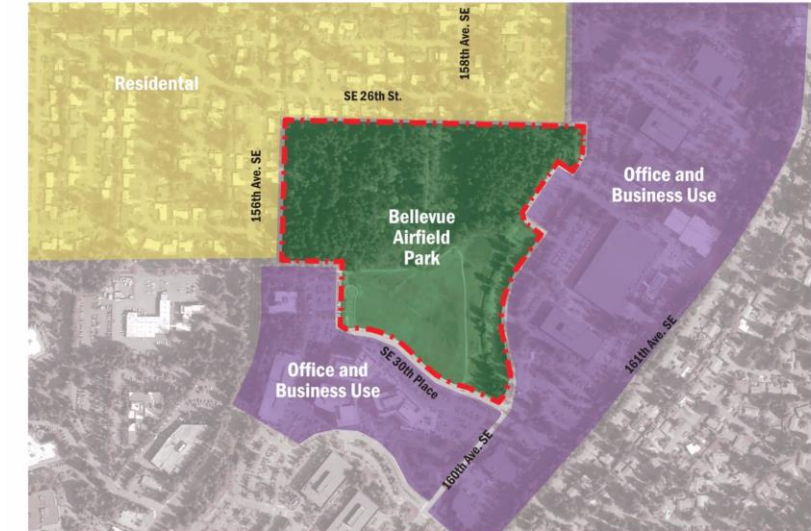 158th Ave. SE
Residental
SE 26th St.
156th Ave. SE
Office and
Business Use
Bellevue
Airfield
Park
161th Ave. SE
SE 30th Place
Office and
Business Use
160th Ave. SE